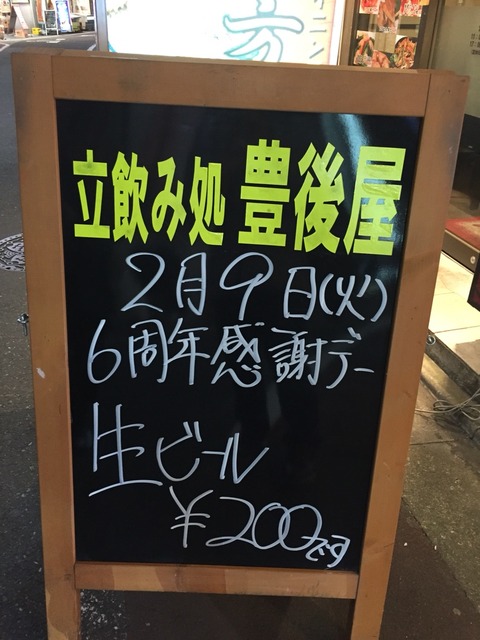 立飲み処 豊後屋
2月9日(火)
6周年感謝デー
生ビール
¥200です